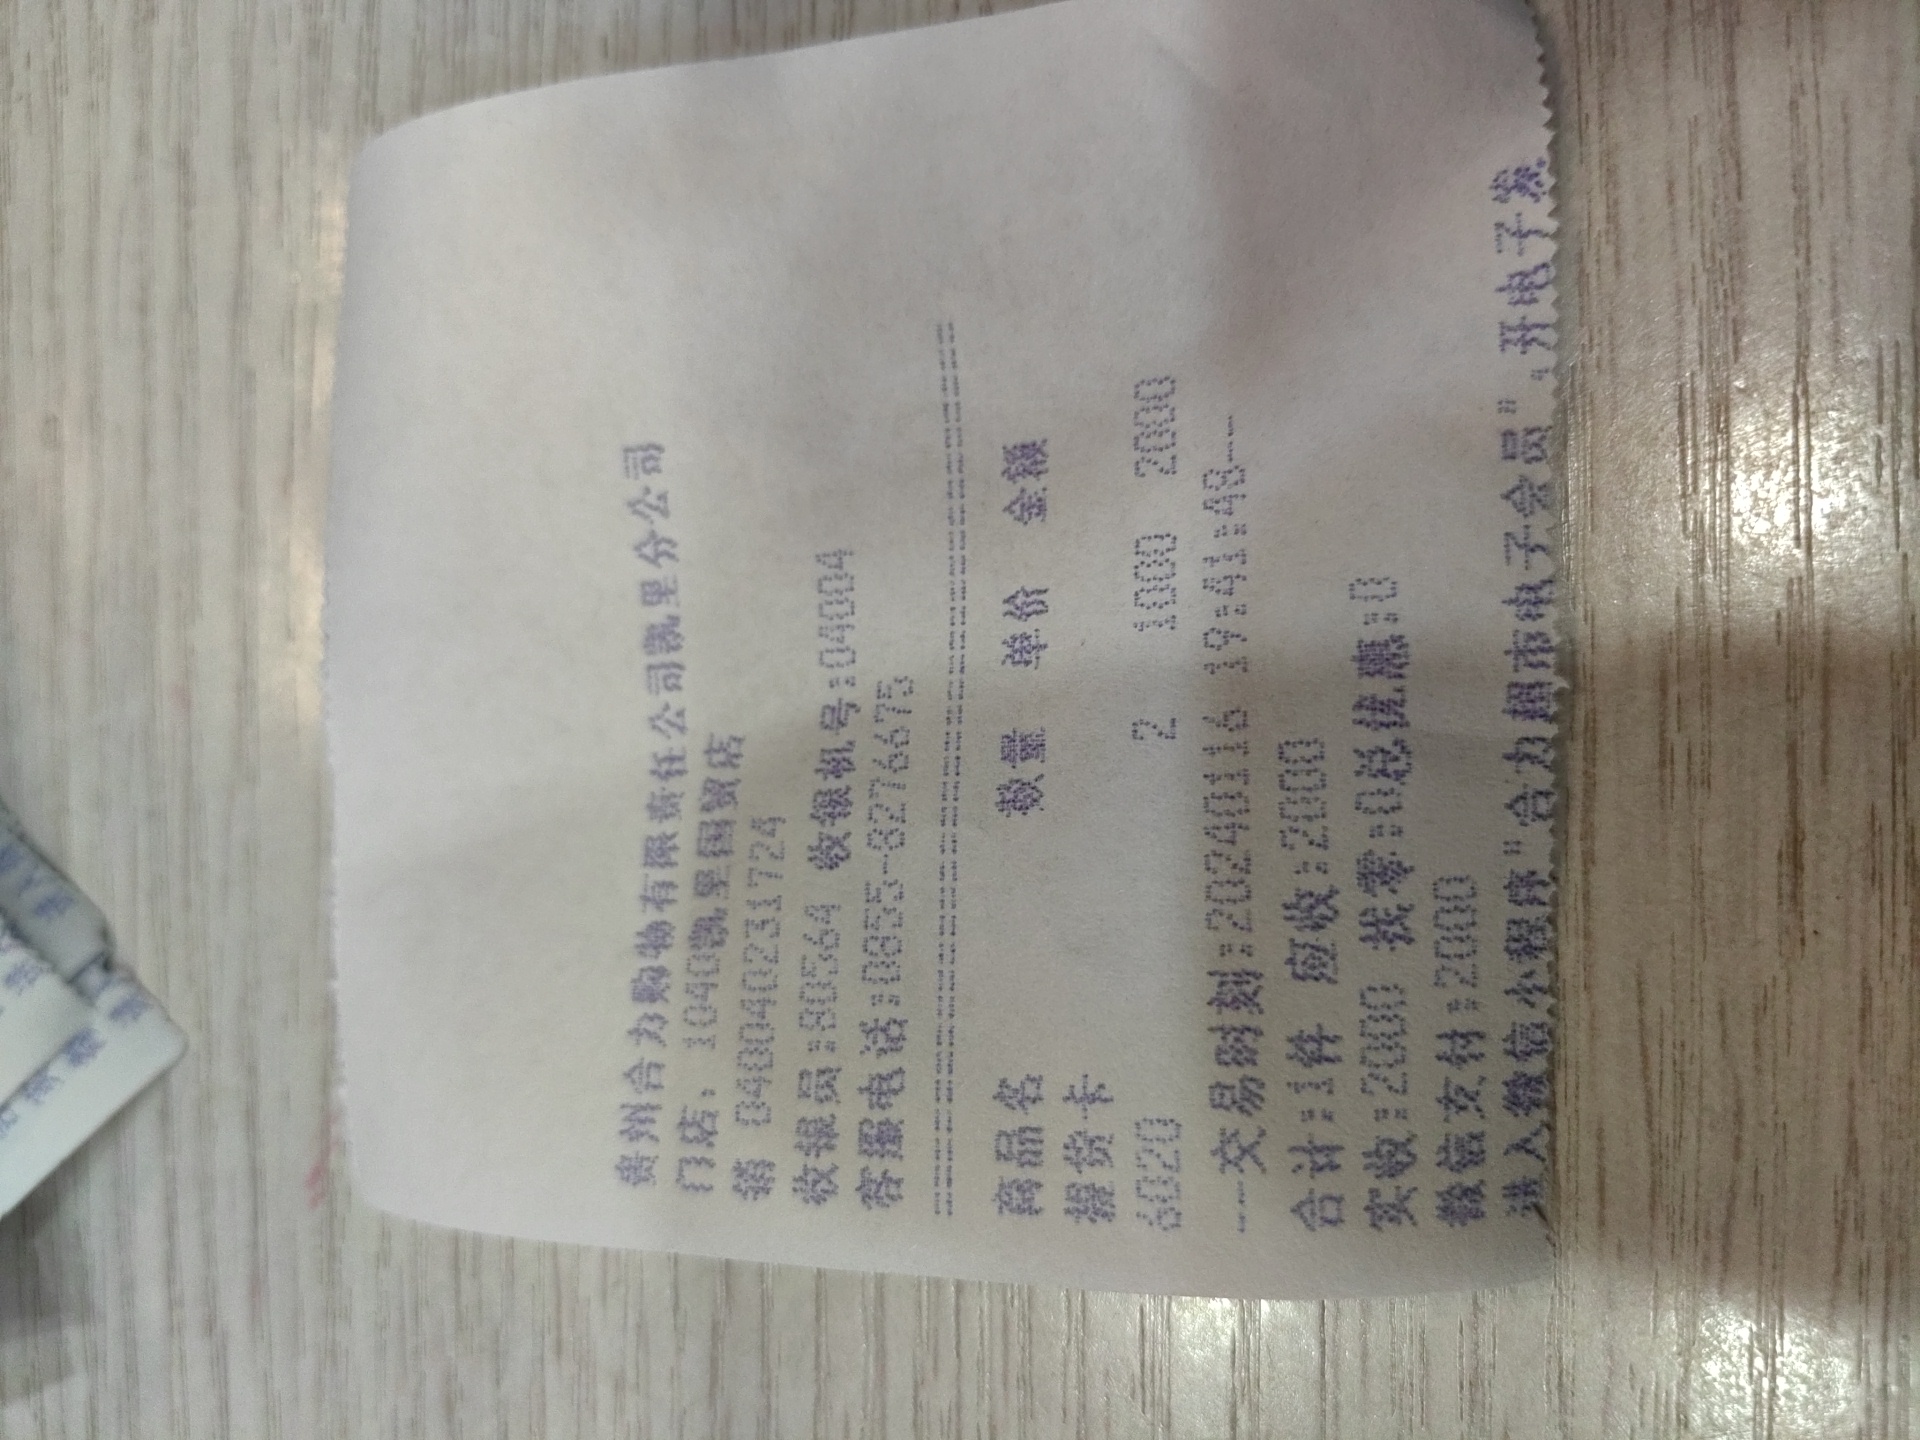 贵州合力购物有限责任公司凯里分公司
门店: 1040凯里国贸店
销 04B040231724
收银员:80564 收银机号:04004
客服电话:0855-8276675
================================
商品名 数量 单价 金额
提货卡
6020 2 1000 2000
---交易时刻:20240116 19:41:48---
合计:1件 应收:2000
实收:2000 找零:0总优惠:0
微信支付:2000
进入微信小程序"合力超市电子会员",开电子发